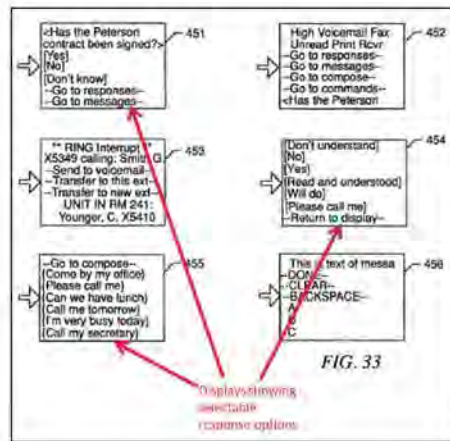 <Has the Peterson
contract been signed?>
[Yes]
[No]
[Don't know]
--Go to responses--
--Go to messages--
451
High Voicemail Fax
Unread Print Rcvr
--Go to responses--
--Go to messages--
--Go to compose--
--Go to commands--
<Has the Peterson
452
** RING Interrupt **
X5349 calling: Smith, G
--Send to voicemail--
--Transfer to this ext--
--Transfer to new ext--
UNIT IN RM 241:
Younger, C. X5410
453
[Don't understand]
[No]
[Yes]
[Read and understood]
[Will do]
[Please call me]
--Return to display--
454
--Go to compose--
{Come by my office}
{Please call me}
{Can we have lunch}
{Call me tomorrow}
{I'm very busy today}
{Call my secretary}
455
This is text of messa
--DONE--
--CLEAR--
--BACKSPACE--
A
B
C
456
FIG. 33
Displays showing
selectable
response options